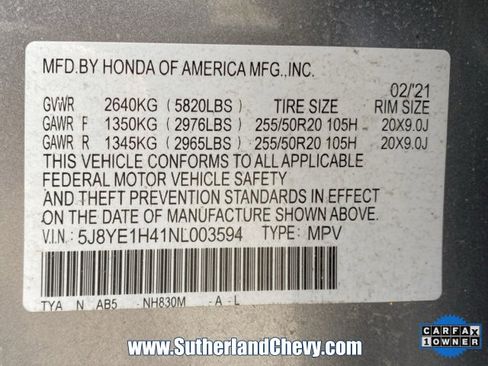 MFD.BY HONDA OF AMERICA MFG.,INC.
02/'21
GVWR 2640KG (5820LBS) TIRE SIZE RIM SIZE
GAWR F 1350KG (2976LBS) 255/50R20 105H 20X9.0J
GAWR R 1345KG (2965LBS) 255/50R20 105H 20X9.0J
THIS VEHICLE CONFORMS TO ALL APPLICABLE
FEDERAL MOTOR VEHICLE SAFETY
AND THEFT PREVENTION STANDARDS IN EFFECT
ON THE DATE OF MANUFACTURE SHOWN ABOVE.
V.I.N: 5J8YE1H41NL003594 TYPE: MPV
TYA N AB5 - NH830M - A - L
CARFAX
1 OWNER
www.SutherlandChevy.com